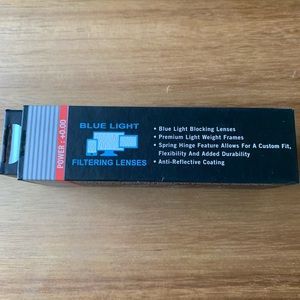 POWER : +0.00
BLUE LIGHT
FILTERING LENSES
• Blue Light Blocking Lenses
• Premium Light Weight Frames
• Spring Hinge Feature Allows For A Custom Fit,
Flexibility And Added Durability
• Anti-Reflective Coating